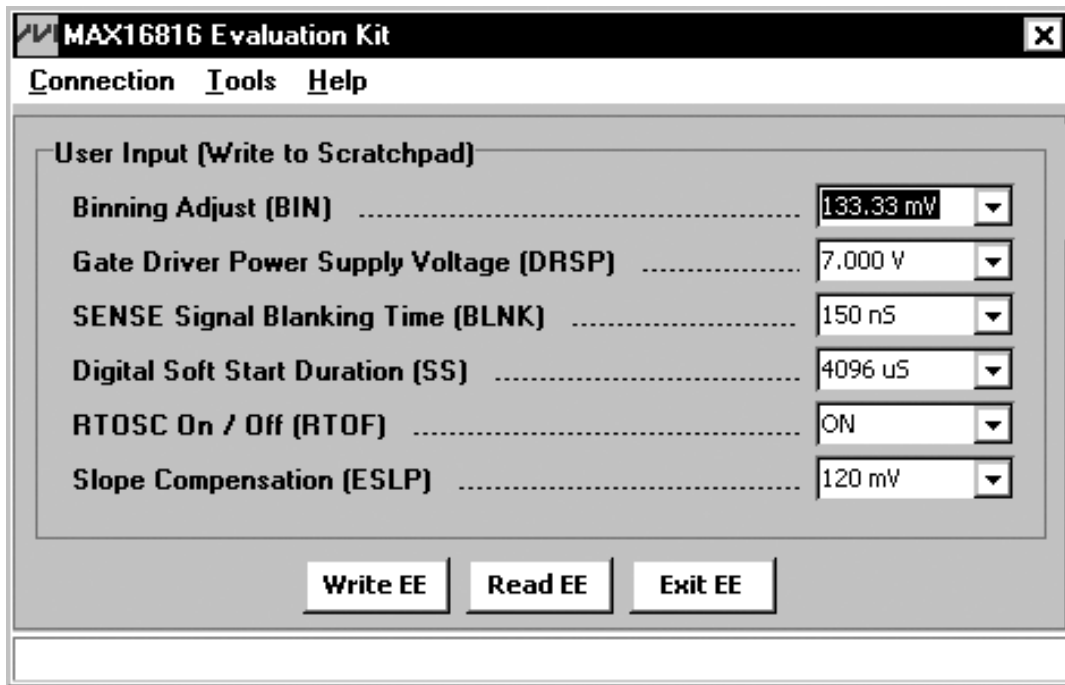 MAX16816 Evaluation Kit
Connection Tools Help
User Input (Write to Scratchpad)
Binning Adjust (BIN) ........ 133.33 mV
Gate Driver Power Supply Voltage (DRSP) ........ 7.000 V
SENSE Signal Blanking Time (BLNK) ........ 150 nS
Digital Soft Start Duration (SS) ........ 4096 uS
RTOSC On / Off (RTOF) ........ ON
Slope Compensation (ESLP) ........ 120 mV
Write EE Read EE Exit EE